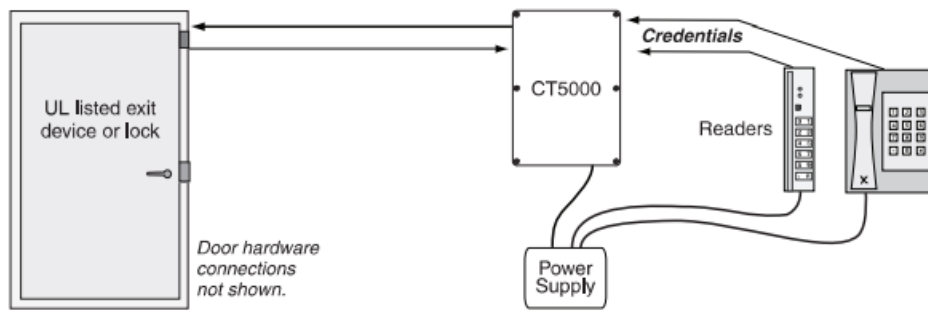 UL listed exit
device or lock
CT5000
Credentials
Readers
Door hardware
connections
not shown.
Power
Supply